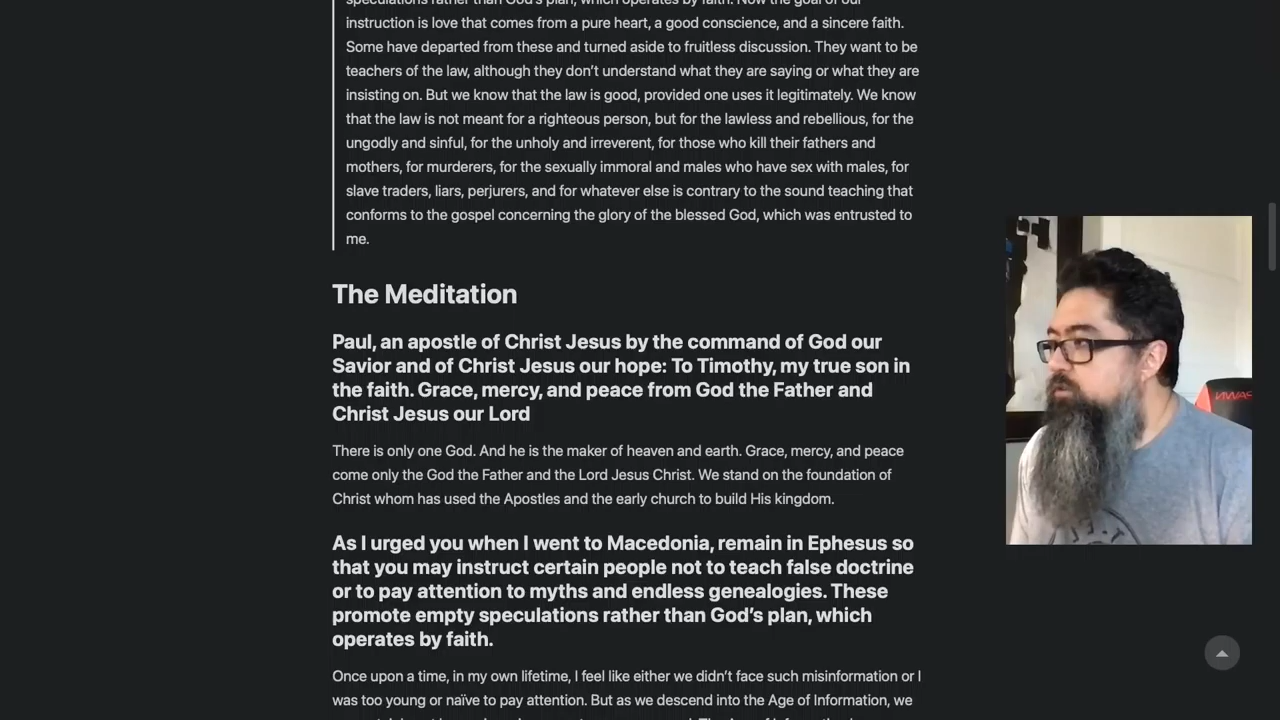 instruction is love that comes from a pure heart, a good conscience, and a sincere faith.
Some have departed from these and turned aside to fruitless discussion. They want to be
teachers of the law, although they don’t understand what they are saying or what they are
insisting on. But we know that the law is good, provided one uses it legitimately. We know
that the law is not meant for a righteous person, but for the lawless and rebellious, for the
ungodly and sinful, for the unholy and irreverent, for those who kill their fathers and
mothers, for murderers, for the sexually immoral and males who have sex with males, for
slave traders, liars, perjurers, and for whatever else is contrary to the sound teaching that
conforms to the gospel concerning the glory of the blessed God, which was entrusted to
me.
The Meditation
Paul, an apostle of Christ Jesus by the command of God our
Savior and of Christ Jesus our hope: To Timothy, my true son in
the faith. Grace, mercy, and peace from God the Father and
Christ Jesus our Lord
There is only one God. And he is the maker of heaven and earth. Grace, mercy, and peace
come only the God the Father and the Lord Jesus Christ. We stand on the foundation of
Christ whom has used the Apostles and the early church to build His kingdom.
As I urged you when I went to Macedonia, remain in Ephesus so
that you may instruct certain people not to teach false doctrine
or to pay attention to myths and endless genealogies. These
promote empty speculations rather than God’s plan, which
operates by faith.
Once upon a time, in my own lifetime, I feel like either we didn’t face such misinformation or I
was too young or naïve to pay attention. But as we descend into the Age of Information, we